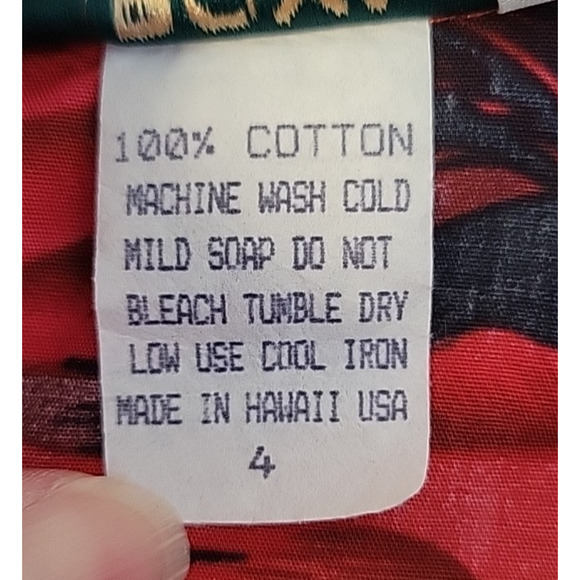 100% COTTON
MACHINE WASH COLD
MILD SOAP DO NOT
BLEACH TUMBLE DRY
LOW USE COOL IRON
MADE IN HAWAII USA
4